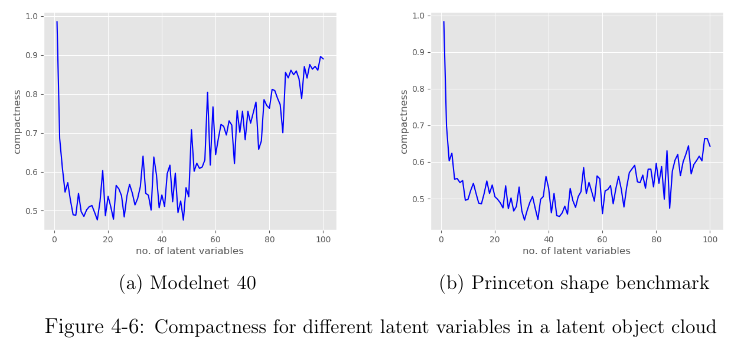 1.0
0.9
0.8
0.7
0.6
0.5
compactness
0 20 40 60 80 100
no. of latent variables
(a) Modelnet 40
1.0
0.9
0.8
0.7
0.6
0.5
compactness
0 20 40 60 80 100
no. of latent variables
(b) Princeton shape benchmark
Figure 4-6: Compactness for different latent variables in a latent object cloud